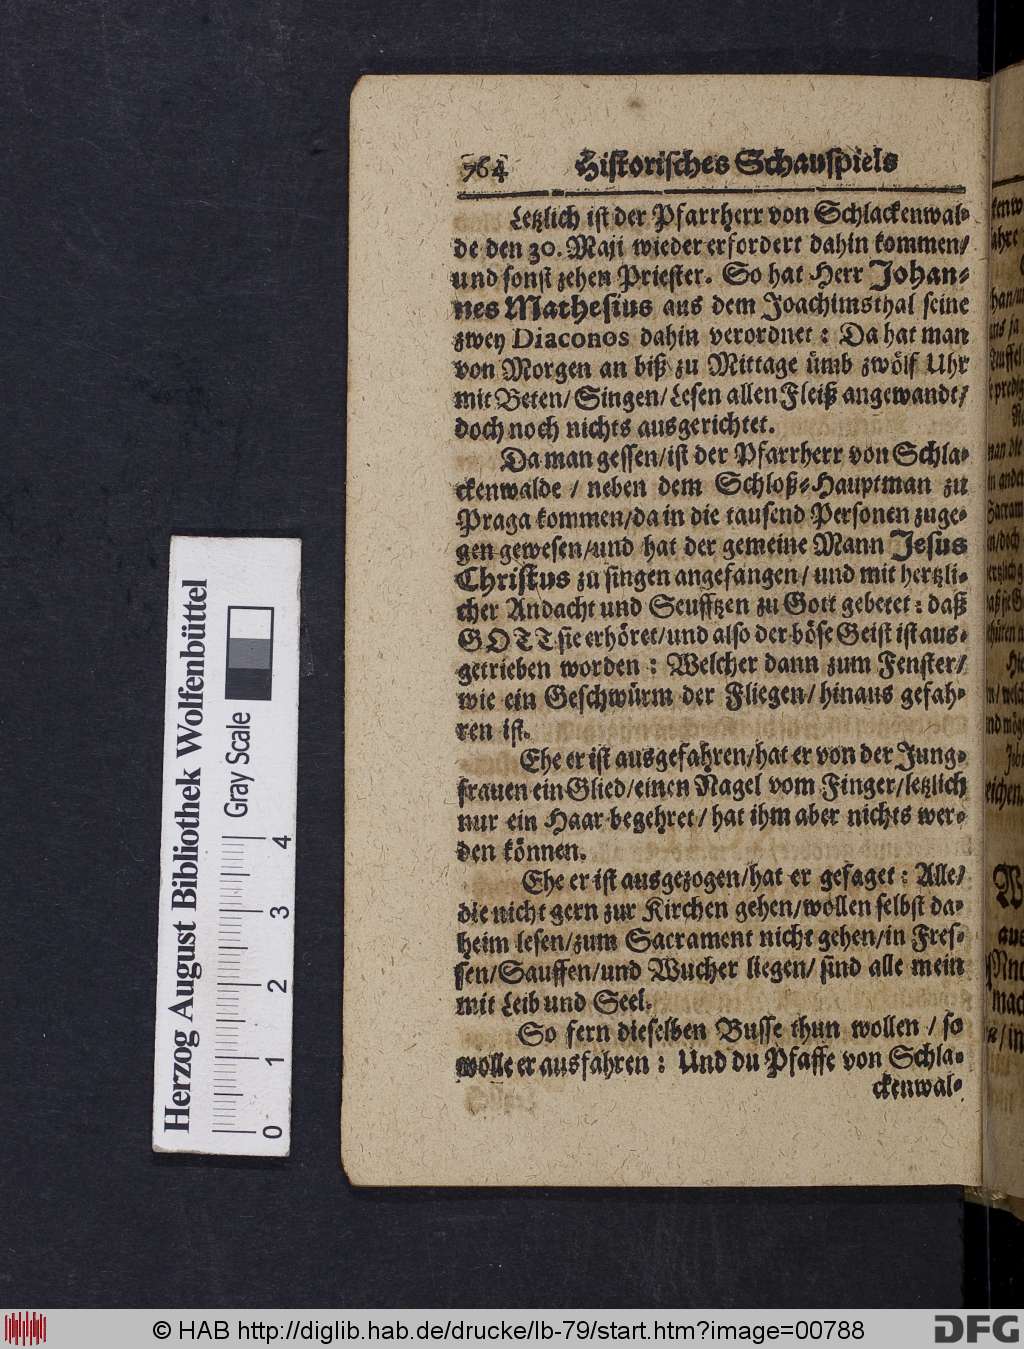 764 Historisches Schauspiels
Letzlich ist der Pfarrherr von Schlackenwal-
de den 30. Maji wieder erfordert dahin kommen/
und sonst zehen Priester. So hat Herr Johan-
nes Mathesius aus dem Joachimsthal seine
zwey Diaconos dahin verordnet: Da hat man
von Morgen an biß zu Mittage ümb zwölf Uhr
mit Beten/ Singen/ Lesen allen Fleiß angewandt/
doch noch nichts ausgerichtet.
Da man gessen/ ist der Pfarrherr von Schla-
ckenwalde / neben dem Schloß-Hauptman zu
Praga kommen/ da in die tausend Personen zuge-
gen gewesen/ und hat der gemeine Mann Jesus
Christus zu singen angefangen/ und mit hertzli-
cher Andacht und Seufftzen zu Gott gebetet: daß
GOTT sie erhöret/ und also der böse Geist ist aus-
getrieben worden: Welcher dann zum Fenster/
wie ein Geschwürm der Fliegen/ hinaus gefah-
ren ist.
Ehe er ist ausgefahren/ hat er von der Jung-
frauen ein Glied/ einen Nagel vom Finger/ letzlich
nur ein Haar begehret/ hat ihm aber nichts wer-
den können.
Ehe er ist ausgezogen/ hat er gesaget: Alle/
die nicht gern zur Kirchen gehen/ wollen selbst da-
heim lesen/ zum Sacrament nicht gehen/ in Fres-
sen/ Sauffen/ und Wucher liegen/ sind alle mein
mit Leib und Seel.
So fern dieselben Busse thun wollen / so
wolle er ausfahren: Und du Pfaffe von Schla-
ckenwal-
Herzog August Bibliothek Wolfenbüttel
Gray Scale
0 1 2 3 4
© HAB http://diglib.hab.de/drucke/lb-79/start.htm?image=00788
DFG